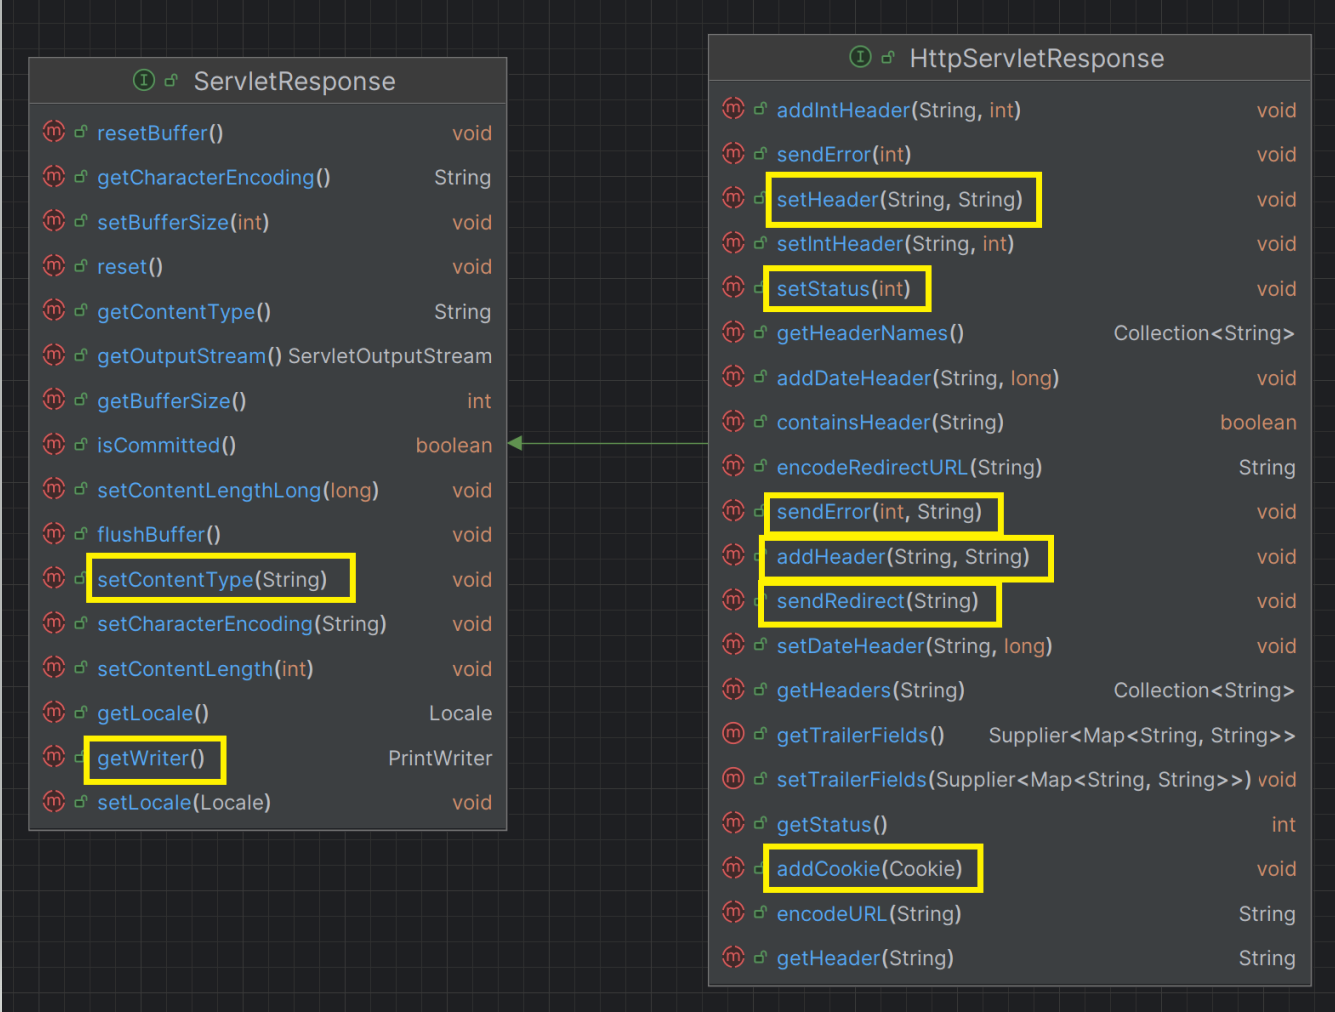 ServletResponse
resetBuffer() void
getCharacterEncoding() String
setBufferSize(int) void
reset() void
getContentType() String
getOutputStream() ServletOutputStream
getBufferSize() int
isCommitted() boolean
setContentLengthLong(long) void
flushBuffer() void
setContentType(String) void
setCharacterEncoding(String) void
setContentLength(int) void
getLocale() Locale
getWriter() PrintWriter
setLocale(Locale) void
HttpServletResponse
addIntHeader(String, int) void
sendError(int) void
setHeader(String, String) void
setIntHeader(String, int) void
setStatus(int) void
getHeaderNames() Collection<String>
addDateHeader(String, long) void
containsHeader(String) boolean
encodeRedirectURL(String) String
sendError(int, String) void
addHeader(String, String) void
sendRedirect(String) void
setDateHeader(String, long) void
getHeaders(String) Collection<String>
getTrailerFields() Supplier<Map<String, String>>
setTrailerFields(Supplier<Map<String, String>>) void
getStatus() int
addCookie(Cookie) void
encodeURL(String) String
getHeader(String) String